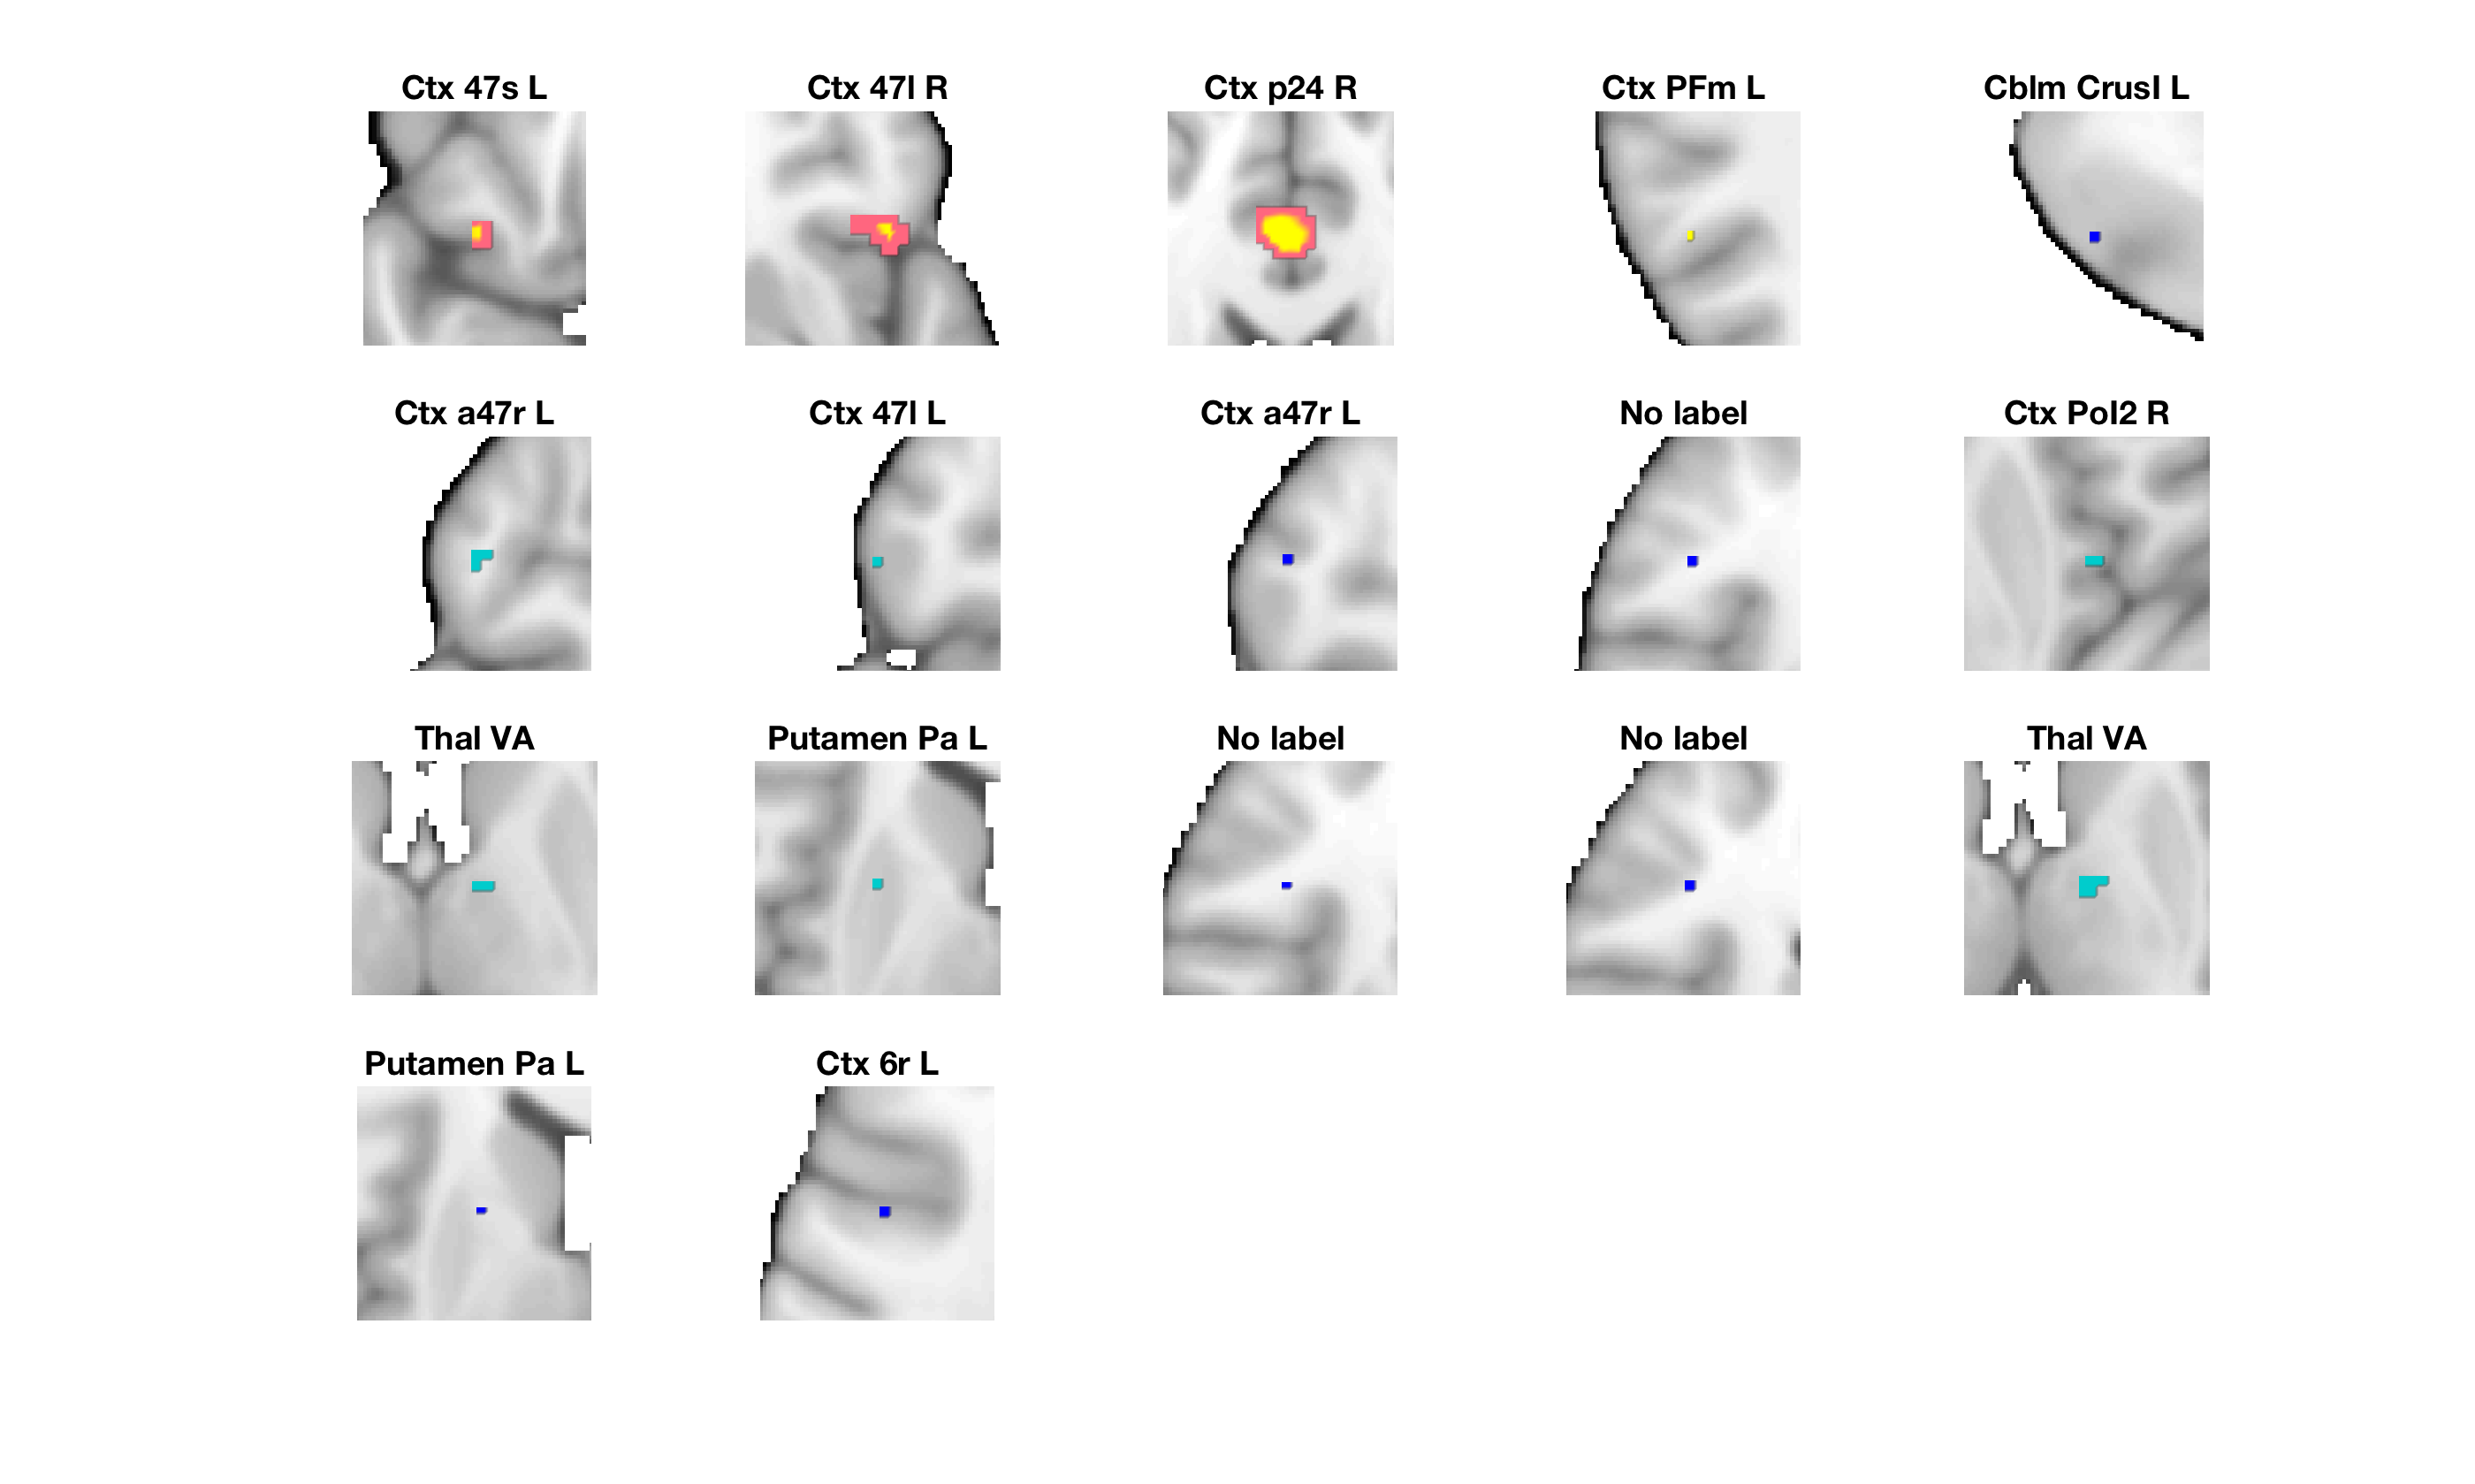 Ctx 47s L
Ctx 47l R
Ctx p24 R
Ctx PFm L
Cblm CrusI L
Ctx a47r L
Ctx 47l L
Ctx a47r L
No label
Ctx PoI2 R
Thal VA
Putamen Pa L
No label
No label
Thal VA
Putamen Pa L
Ctx 6r L